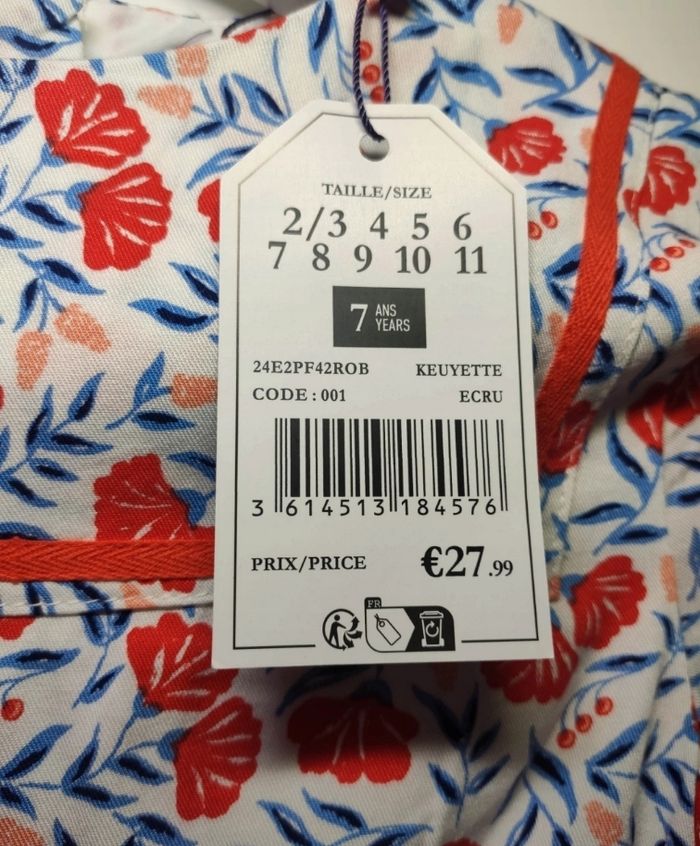 TAILLE/SIZE
2/3 4 5 6
7 8 9 10 11
7 ANS
YEARS
24E2PF42ROB KEUYETTE
CODE : 001 ECRU
3 614513 184576
PRIX/PRICE €27.99
FR